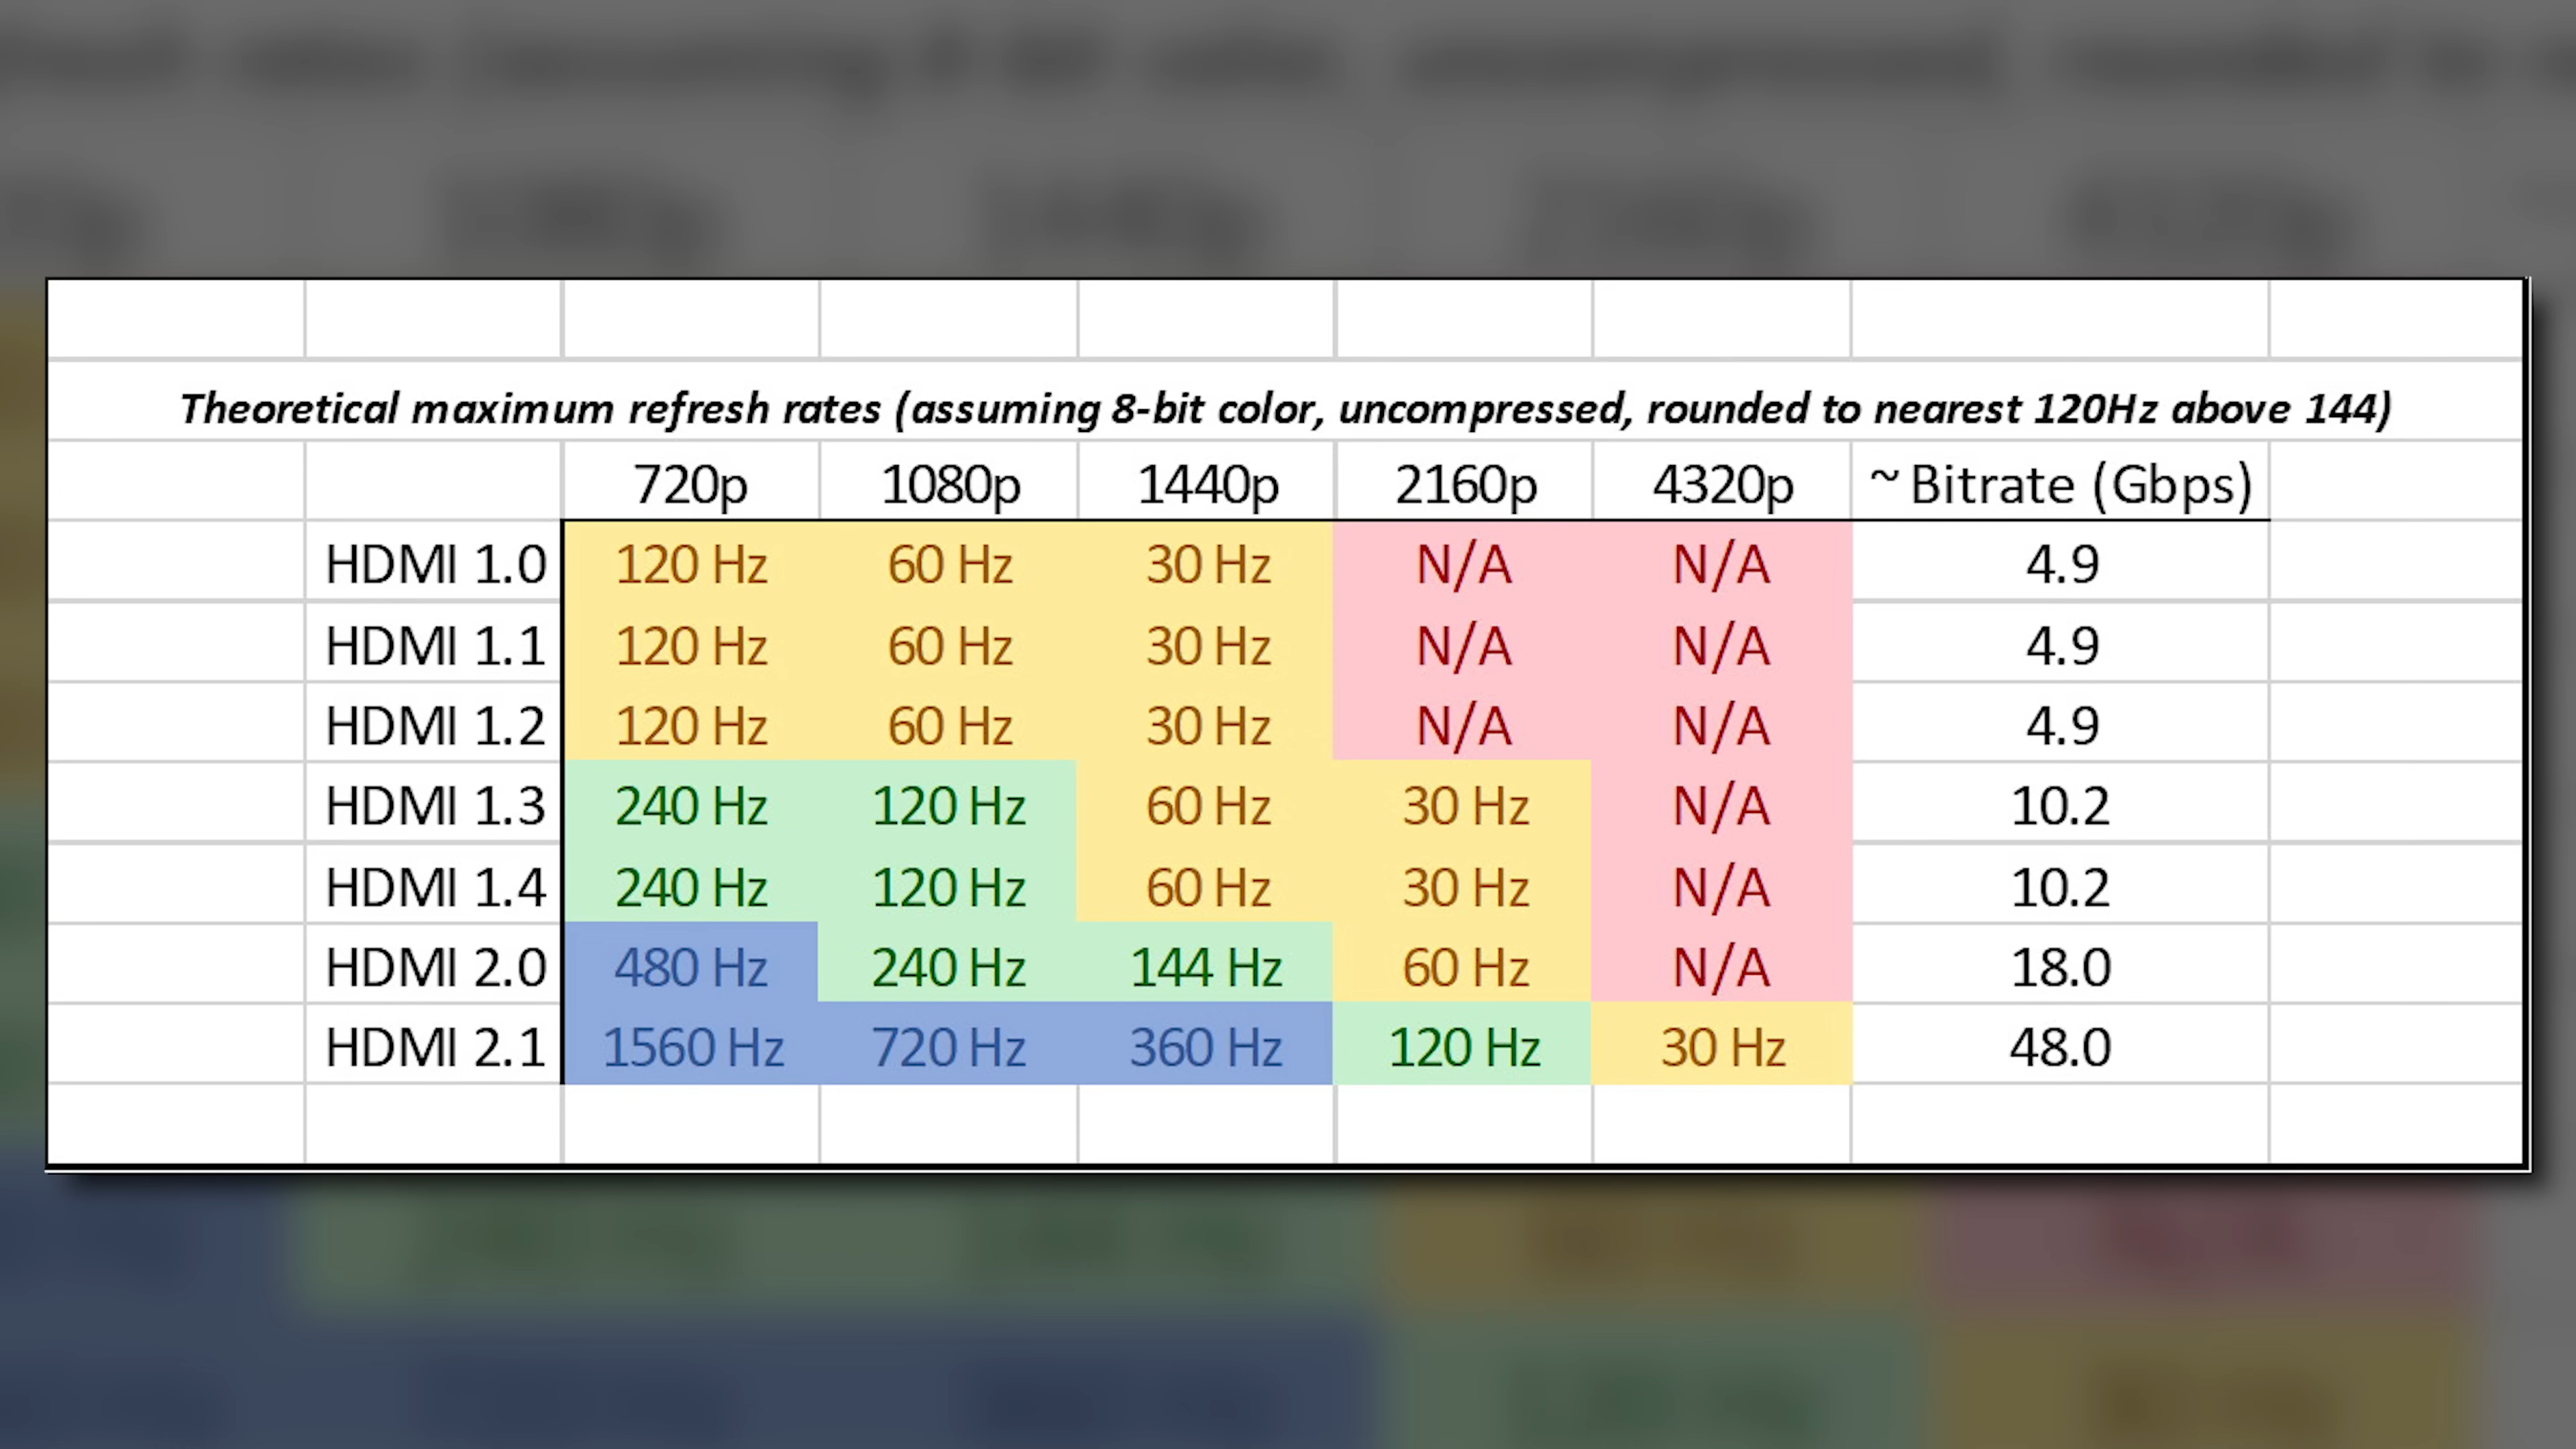 Theoretical maximum refresh rates (assuming 8-bit color, uncompressed, rounded to nearest 120Hz above 144)
720p 1080p 1440p 2160p 4320p ~ Bitrate (Gbps)
HDMI 1.0 120 Hz 60 Hz 30 Hz N/A N/A 4.9
HDMI 1.1 120 Hz 60 Hz 30 Hz N/A N/A 4.9
HDMI 1.2 120 Hz 60 Hz 30 Hz N/A N/A 4.9
HDMI 1.3 240 Hz 120 Hz 60 Hz 30 Hz N/A 10.2
HDMI 1.4 240 Hz 120 Hz 60 Hz 30 Hz N/A 10.2
HDMI 2.0 480 Hz 240 Hz 144 Hz 60 Hz N/A 18.0
HDMI 2.1 1560 Hz 720 Hz 360 Hz 120 Hz 30 Hz 48.0